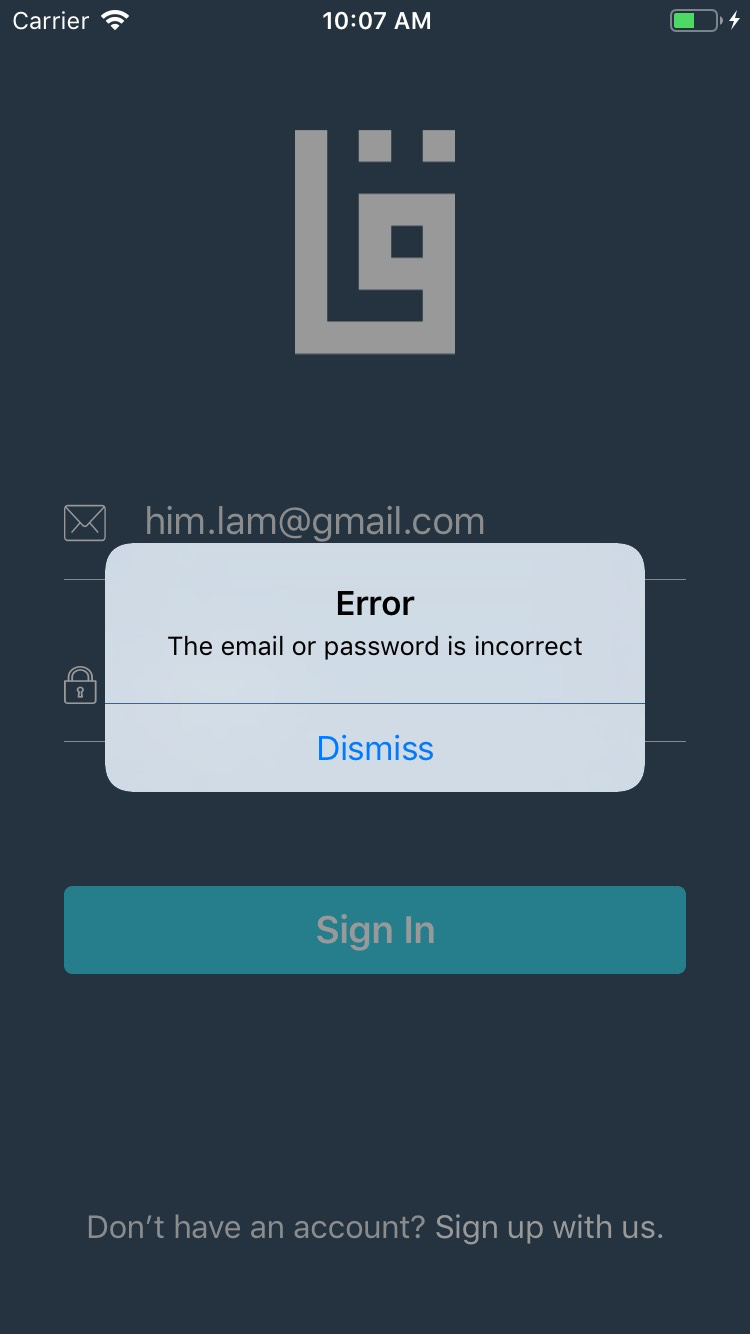 Carrier
10:07 AM
him.lam@gmail.com
Error
The email or password is incorrect
Dismiss
Sign In
Don’t have an account? Sign up with us.